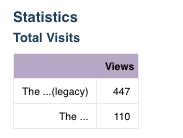 Statistics
Total Visits
Views
The ...(legacy) 447
The ... 110